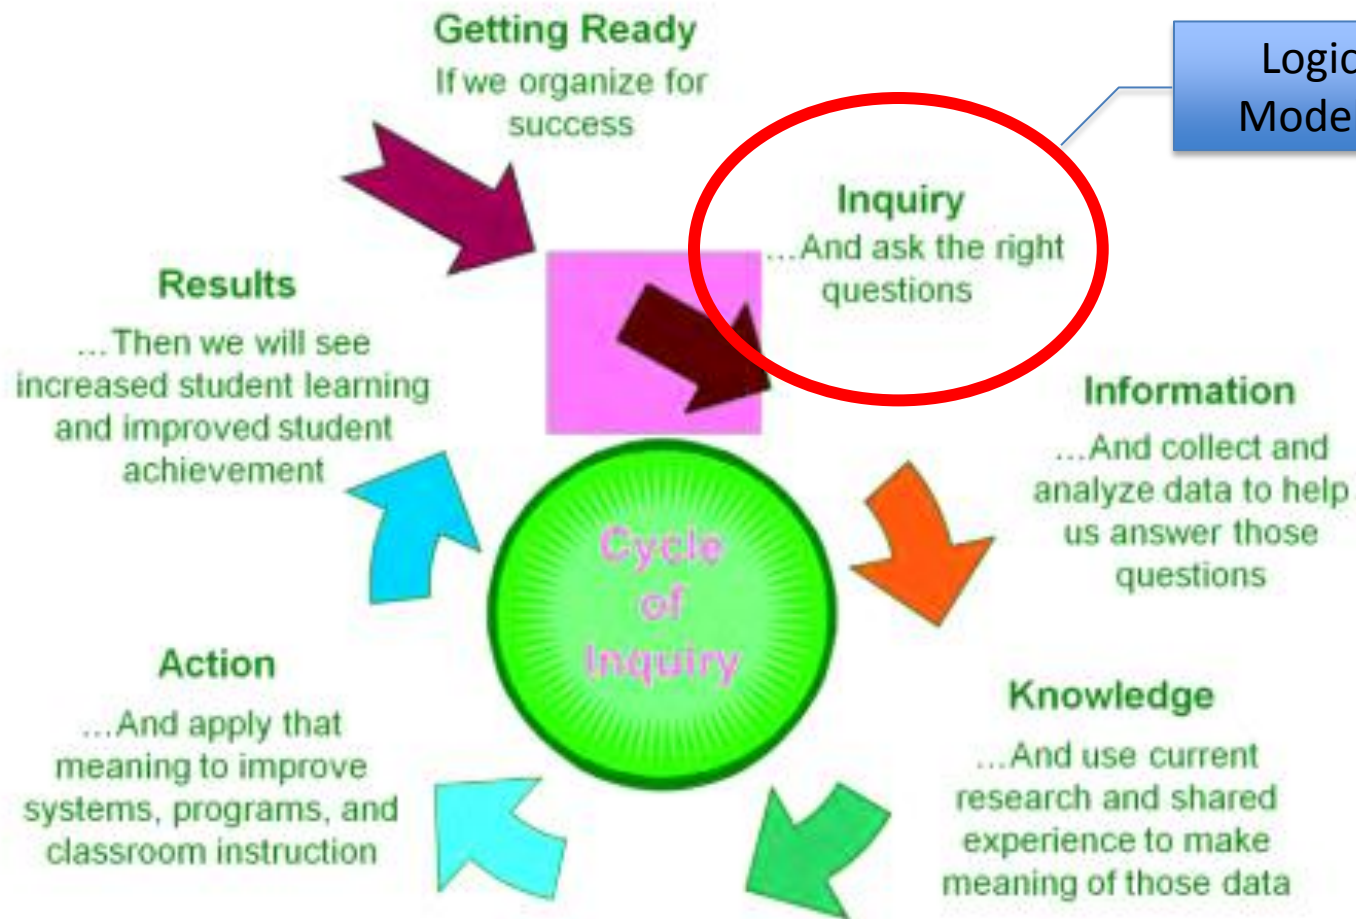 Getting Ready
If we organize for
success
Logic
Mode
Inquiry
…And ask the right
questions
Information
…And collect and
analyze data to help
us answer those
questions
Knowledge
…And use current
research and shared
experience to make
meaning of those data
Action
…And apply that
meaning to improve
systems, programs, and
classroom instruction
Results
…Then we will see
increased student learning
and improved student
achievement
Cycle
of
Inquiry